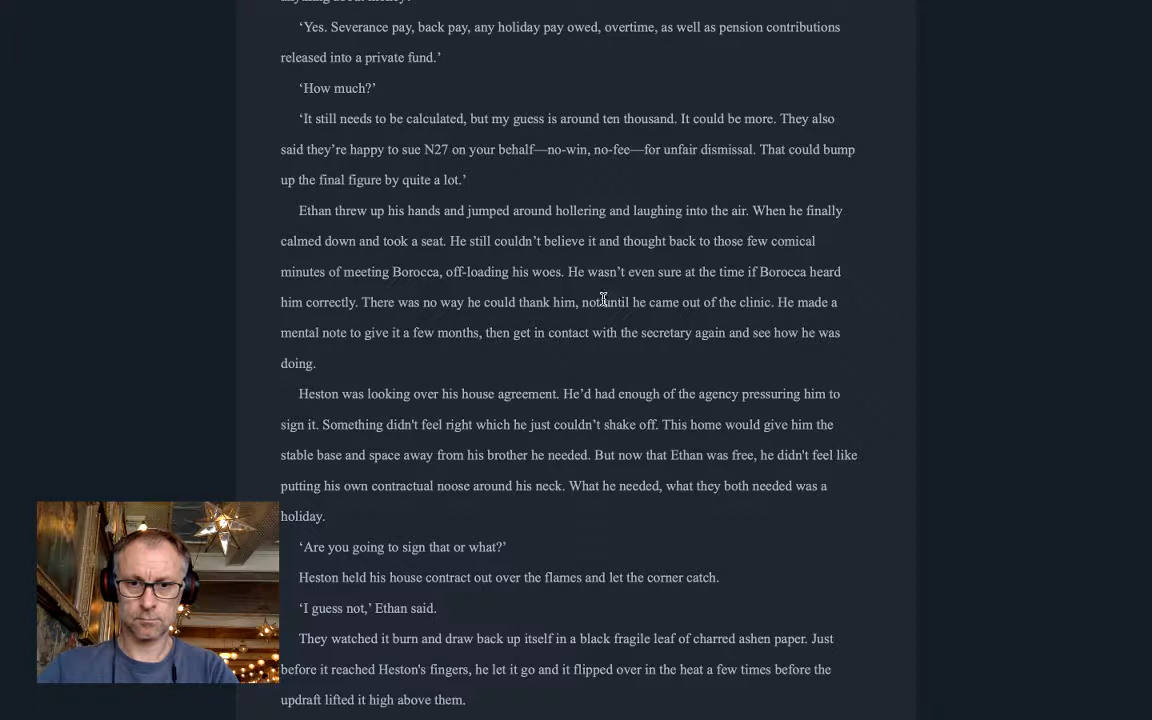 ‘Yes. Severance pay, back pay, any holiday pay owed, overtime, as well as pension contributions
released into a private fund.’
‘How much?’
‘It still needs to be calculated, but my guess is around ten thousand. It could be more. They also
said they’re happy to sue N27 on your behalf—no-win, no-fee—for unfair dismissal. That could bump
up the final figure by quite a lot.’
Ethan threw up his hands and jumped around hollering and laughing into the air. When he finally
calmed down and took a seat. He still couldn’t believe it and thought back to those few comical
minutes of meeting Borocca, off-loading his woes. He wasn’t even sure at the time if Borocca heard
him correctly. There was no way he could thank him, not until he came out of the clinic. He made a
mental note to give it a few months, then get in contact with the secretary again and see how he was
doing.
Heston was looking over his house agreement. He’d had enough of the agency pressuring him to
sign it. Something didn't feel right which he just couldn’t shake off. This home would give him the
stable base and space away from his brother he needed. But now that Ethan was free, he didn't feel like
putting his own contractual noose around his neck. What he needed, what they both needed was a
holiday.
‘Are you going to sign that or what?’
Heston held his house contract out over the flames and let the corner catch.
‘I guess not,’ Ethan said.
They watched it burn and draw back up itself in a black fragile leaf of charred ashen paper. Just
before it reached Heston's fingers, he let it go and it flipped over in the heat a few times before the
updraft lifted it high above them.